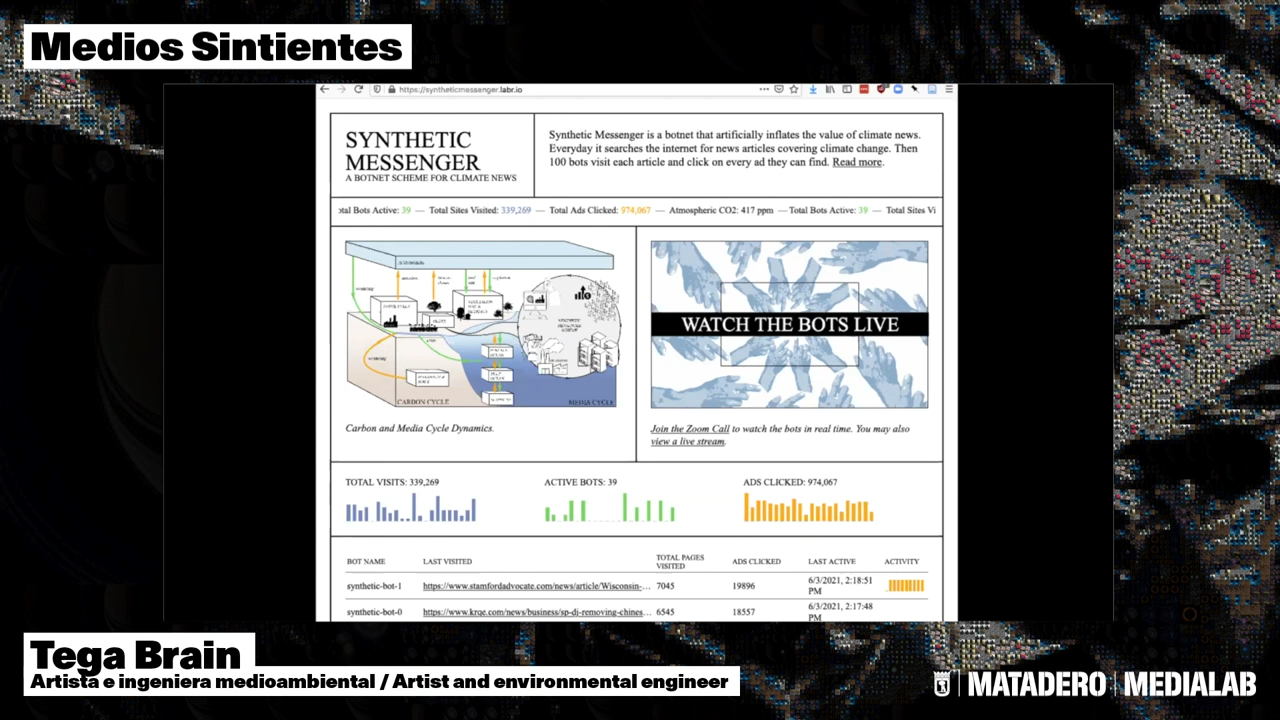 Medios Sintientes
https://syntheticmessenger.labr.io
SYNTHETIC
MESSENGER
A BOTNET SCHEME FOR CLIMATE NEWS
Synthetic Messenger is a botnet that artificially inflates the value of climate news.
Everyday it searches the internet for news articles covering climate change. Then
100 bots visit each article and click on every ad they can find. Read more.
otal Bots Active: 39 — Total Sites Visited: 339,269 — Total Ads Clicked: 974,067 — Atmospheric CO2: 417 ppm — Total Bots Active: 39 — Total Sites Vi
CARBON CYCLE
MEDIA CYCLE
Carbon and Media Cycle Dynamics.
WATCH THE BOTS LIVE
Join the Zoom Call to watch the bots in real time. You may also
view a live stream.
TOTAL VISITS: 339,269
ACTIVE BOTS: 39
ADS CLICKED: 974,067
BOT NAME LAST VISITED TOTAL PAGES VISITED ADS CLICKED LAST ACTIVE ACTIVITY
synthetic-bot-1 https://www.stamfordadvocate.com/news/article/Wisconsin-... 7045 19896 6/3/2021, 2:18:51 PM
synthetic-bot-0 https://www.krqe.com/news/business/sp-dj-removing-chines... 6545 18557 6/3/2021, 2:17:48 PM
Tega Brain
Artista e ingeniera medioambiental / Artist and environmental engineer
MATADERO | MEDIALAB